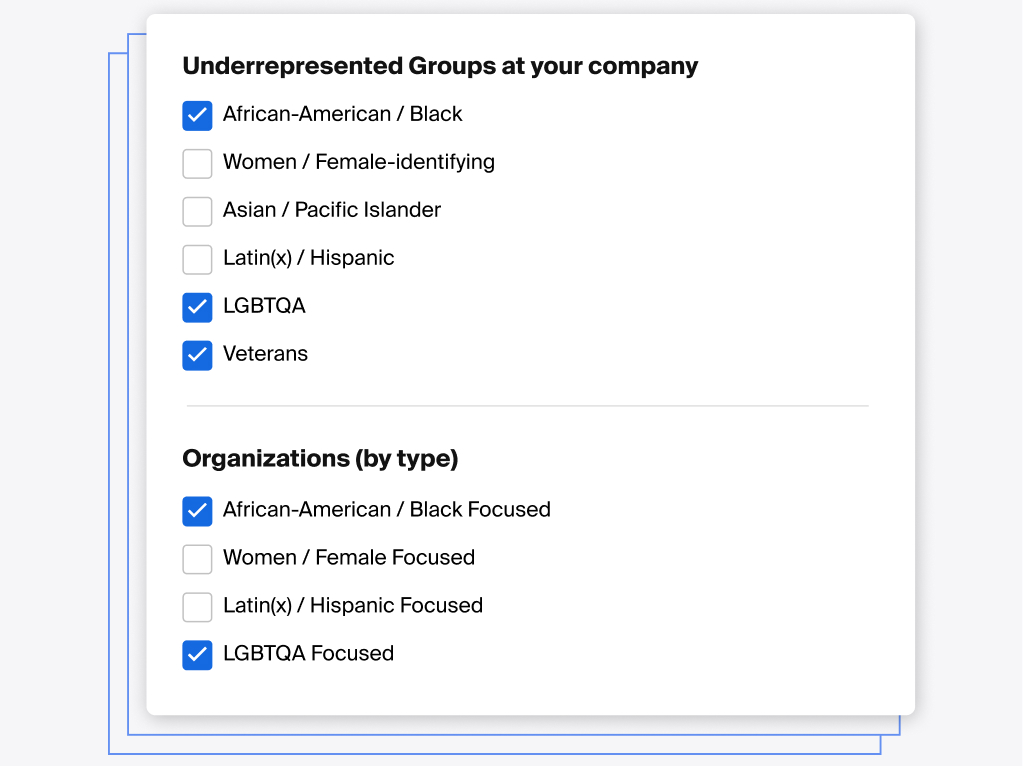 Underrepresented Groups at your company
African-American / Black
Women / Female-identifying
Asian / Pacific Islander
Latin(x) / Hispanic
LGBTQA
Veterans
Organizations (by type)
African-American / Black Focused
Women / Female Focused
Latin(x) / Hispanic Focused
LGBTQA Focused